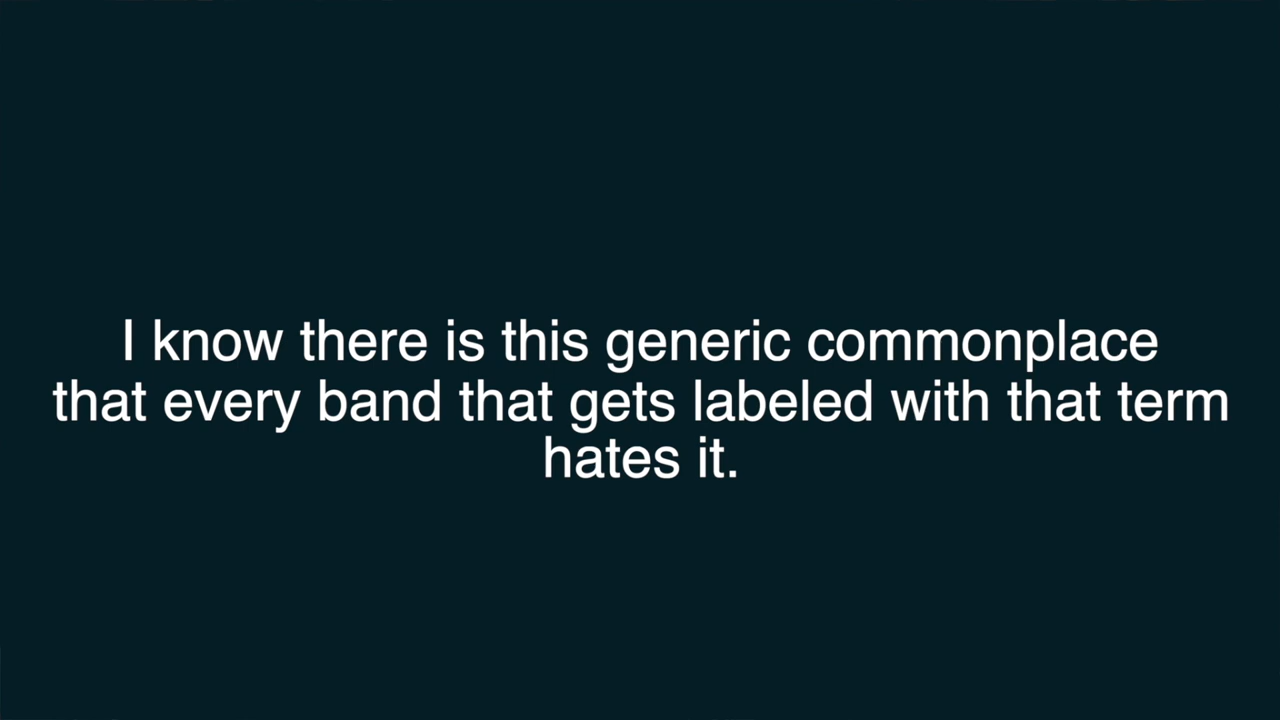 I know there is this generic commonplace
that every band that gets labeled with that term
hates it.